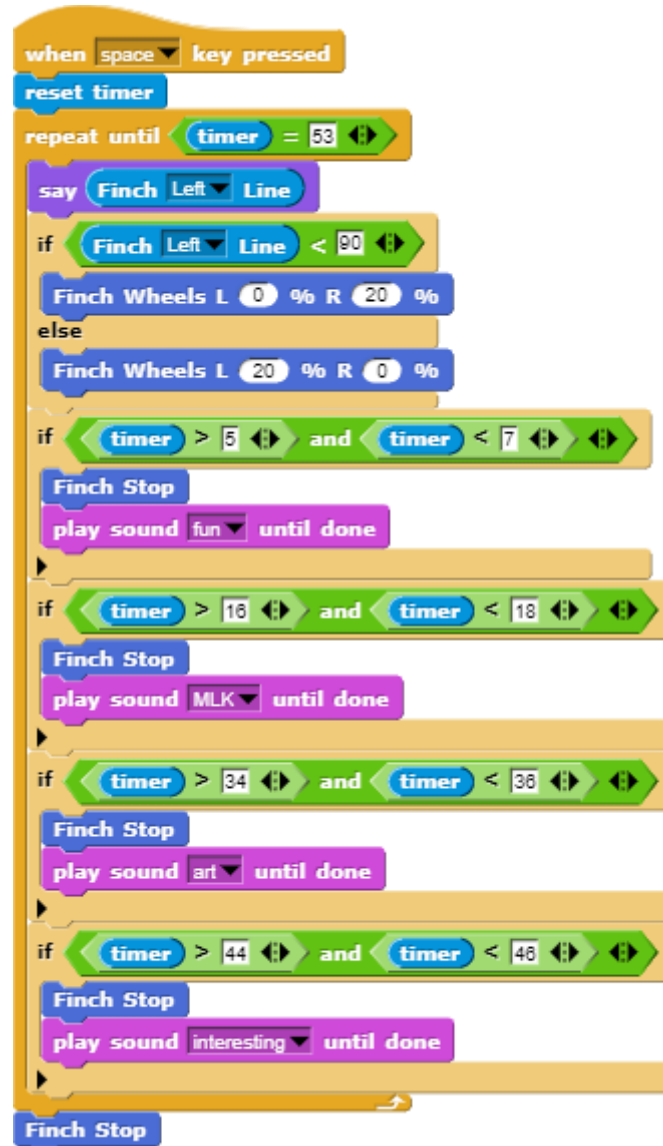 when space key pressed
reset timer
repeat until timer = 53
say Finch Left Line
if Finch Left Line < 90
Finch Wheels L 0 % R 20 %
else
Finch Wheels L 20 % R 0 %
if timer > 5 and timer < 7
Finch Stop
play sound fun until done
if timer > 16 and timer < 18
Finch Stop
play sound MLK until done
if timer > 34 and timer < 36
Finch Stop
play sound art until done
if timer > 44 and timer < 46
Finch Stop
play sound interesting until done
Finch Stop